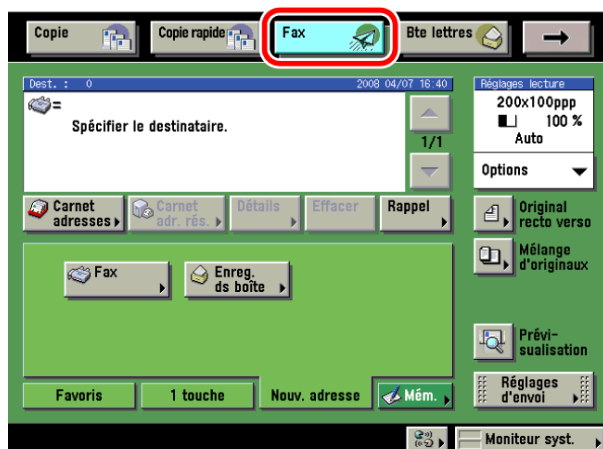 Copie
Copie rapide
Fax
Bte lettres
Dest. : 0
2008 04/07 16:40
Spécifier le destinataire.
1/1
Réglages lecture
200x100ppp
100 %
Auto
Options
Carnet
adresses
Carnet
adr. rés.
Détails
Effacer
Rappel
Original
recto verso
Mélange
d'originaux
Fax
Enreg.
ds boîte
Prévi-
sualisation
Favoris
1 touche
Nouv. adresse
Mém.
Réglages
d'envoi
Moniteur syst.